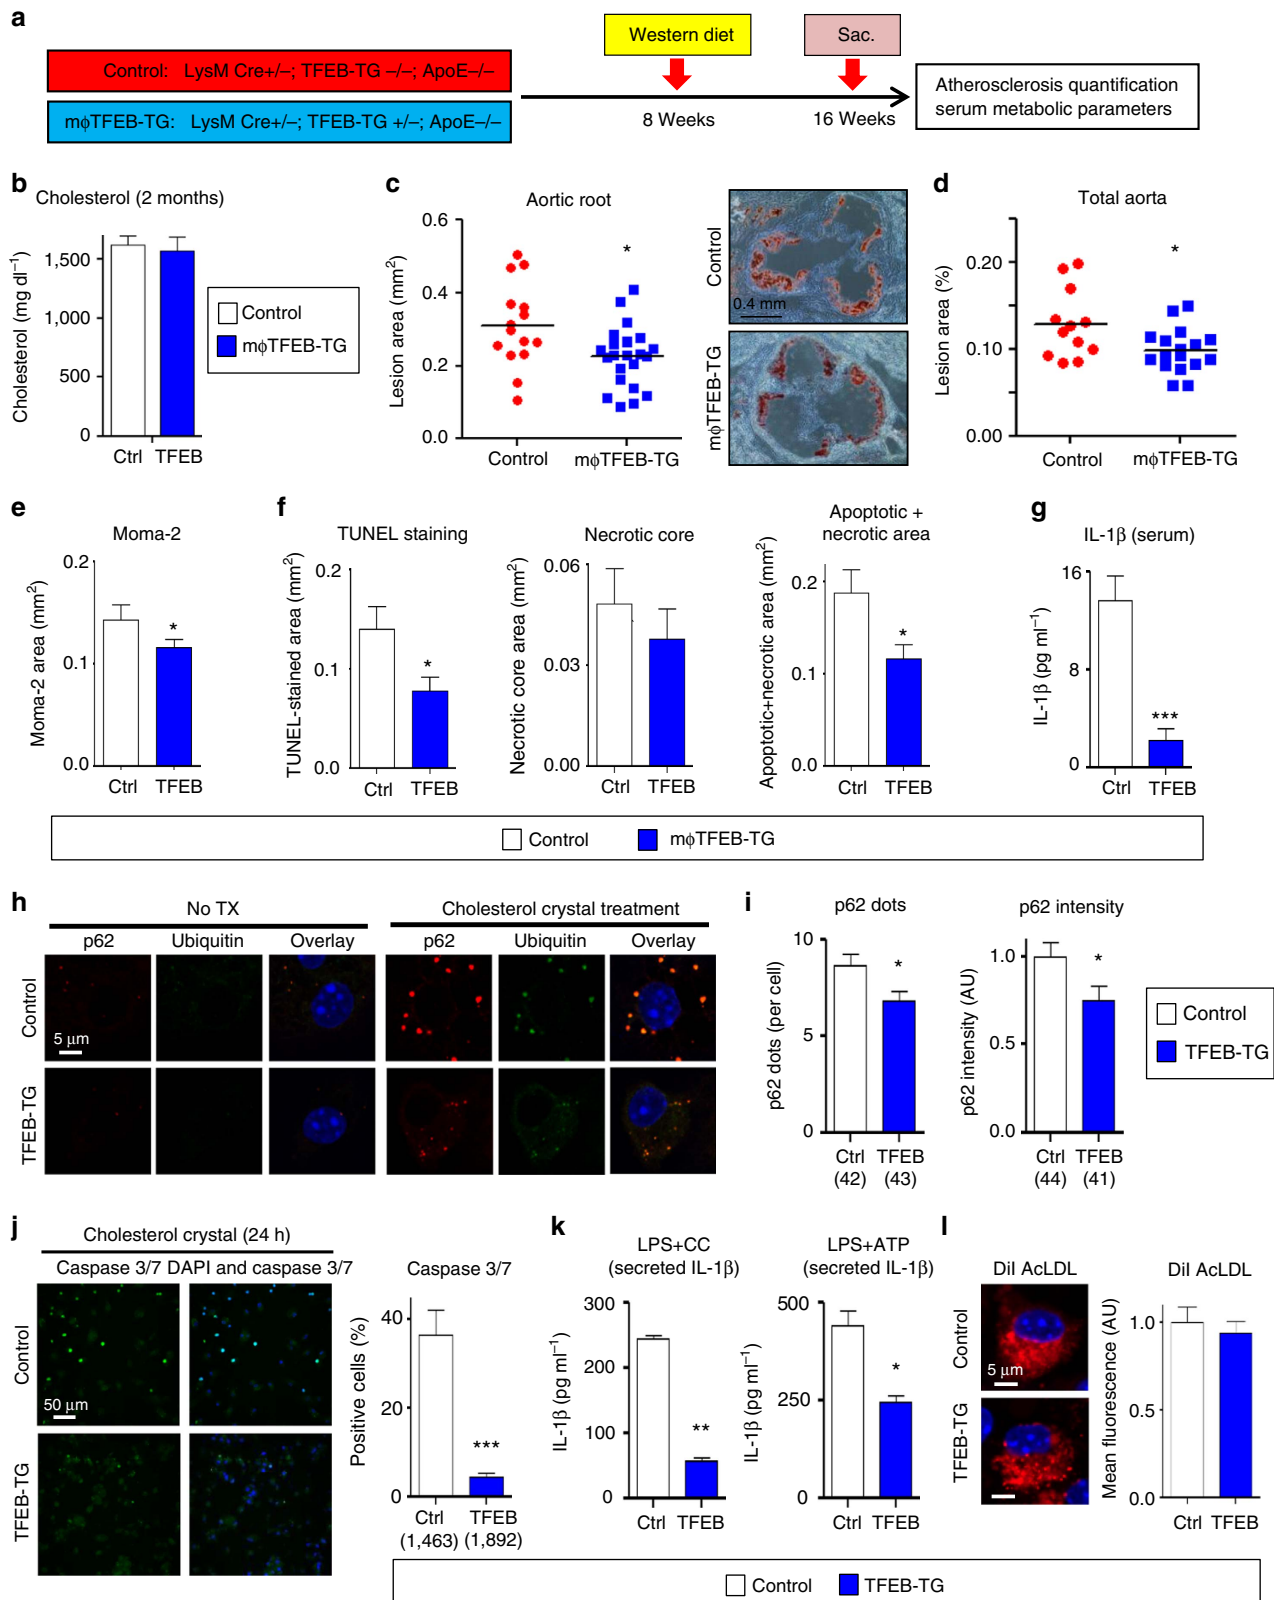 a
Western diet
Sac.
Control: LysM Cre+/–; TFEB-TG –/–; ApoE–/–
mϕTFEB-TG: LysM Cre+/–; TFEB-TG +/–; ApoE–/–
8 Weeks
16 Weeks
Atherosclerosis quantification
serum metabolic parameters
b
Cholesterol (2 months)
Cholesterol (mg dl⁻¹)
1,500
1,000
500
0
Ctrl TFEB
Control
mϕTFEB-TG
c
Aortic root
Lesion area (mm²)
0.6
0.4
0.2
0.0
*
Control mϕTFEB-TG
Control
0.4 mm
mϕTFEB-TG
d
Total aorta
Lesion area (%)
0.20
0.10
0.00
*
Control mϕTFEB-TG
e
Moma-2
Moma-2 area (mm²)
0.2
0.1
0.0
*
Ctrl TFEB
f
TUNEL staining
TUNEL-stained area (mm²)
0.2
0.1
0.0
*
Ctrl TFEB
Necrotic core
Necrotic core area (mm²)
0.06
0.03
0.00
Ctrl TFEB
Apoptotic +
necrotic area
Apoptotic+necrotic area (mm²)
0.2
0.1
0.0
*
Ctrl TFEB
g
IL-1β (serum)
IL-1β (pg ml⁻¹)
16
8
0
***
Ctrl TFEB
Control mϕTFEB-TG
h
No TX
Cholesterol crystal treatment
p62 Ubiquitin Overlay p62 Ubiquitin Overlay
Control
5 μm
TFEB-TG
i
p62 dots
p62 dots (per cell)
10
5
0
*
Ctrl TFEB
(42) (43)
p62 intensity
p62 intensity (AU)
1.0
0.5
0.0
*
Ctrl TFEB
(44) (41)
Control
TFEB-TG
j
Cholesterol crystal (24 h)
Caspase 3/7 DAPI and caspase 3/7
Control
50 μm
TFEB-TG
Caspase 3/7
Positive cells (%)
40
20
0
***
Ctrl TFEB
(1,463) (1,892)
k
LPS+CC
(secreted IL-1β)
IL-1β (pg ml⁻¹)
300
200
100
0
**
Ctrl TFEB
LPS+ATP
(secreted IL-1β)
IL-1β (pg ml⁻¹)
500
250
0
*
Ctrl TFEB
l
Dil AcLDL
Control
5 μm
TFEB-TG
Dil AcLDL
Mean fluorescence (AU)
1.0
0.5
0.0
Ctrl TFEB
Control TFEB-TG